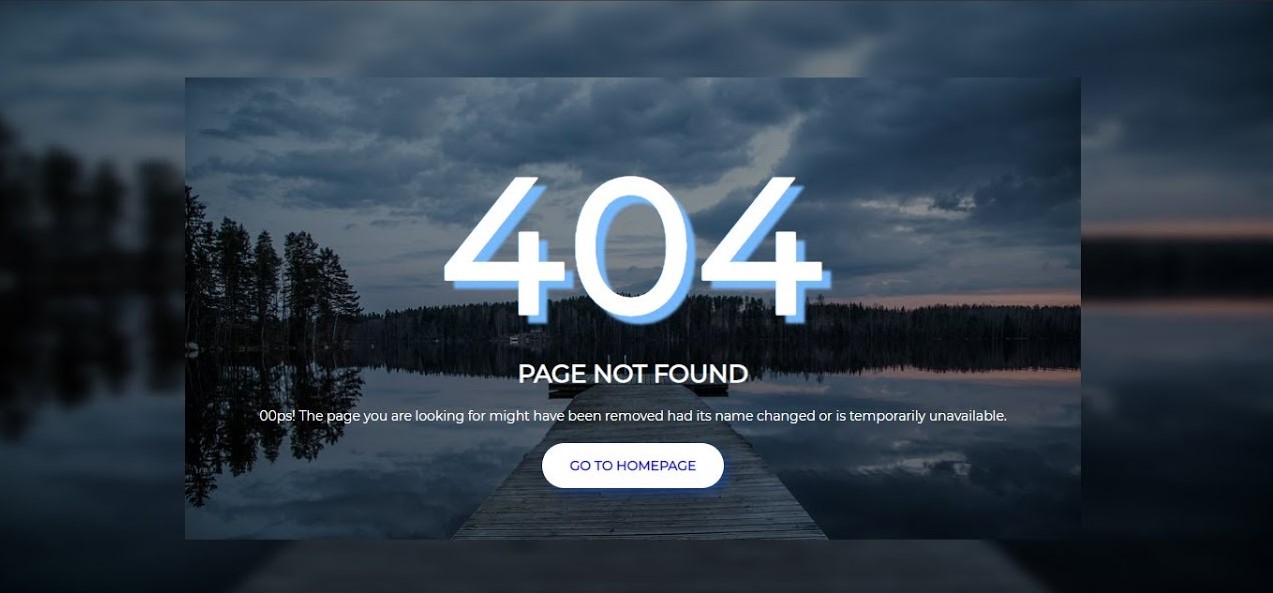 404
PAGE NOT FOUND
00ps! The page you are looking for might have been removed had its name changed or is temporarily unavailable.
GO TO HOMEPAGE